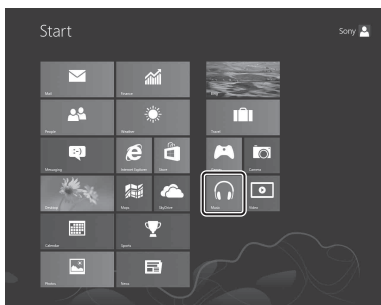 Start
Sony
Mail
Finance
People
Weather
Travel
Messaging
Internet Explorer
Store
Games
Camera
Desktop
Maps
SkyDrive
Music
Video
Calendar
Sports
Photos
News